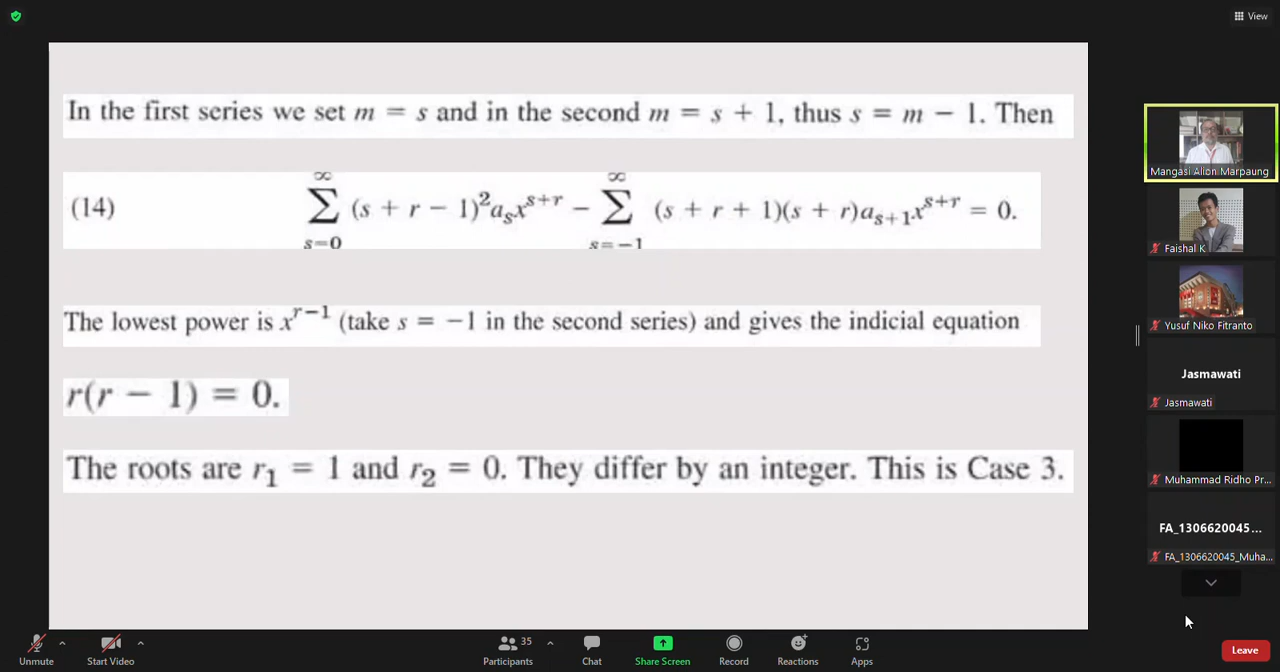 View
In the first series we set m = s and in the second m = s + 1, thus s = m − 1. Then
(14) ∑_{s=0}^{∞} (s + r − 1)²a_s x^{s+r} − ∑_{s=−1}^{∞} (s + r + 1)(s + r)a_{s+1}x^{s+r} = 0.
The lowest power is x^{r−1} (take s = −1 in the second series) and gives the indicial equation
r(r − 1) = 0.
The roots are r₁ = 1 and r₂ = 0. They differ by an integer. This is Case 3.
Mangasi Alion Marpaung
Faishal K
Yusuf Niko Fitranto
Jasmawati
Jasmawati
Muhammad Ridho Pr...
FA_1306620045...
FA_1306620045_Muha...
Unmute
Start Video
35
Participants
Chat
Share Screen
Record
Reactions
Apps
Leave